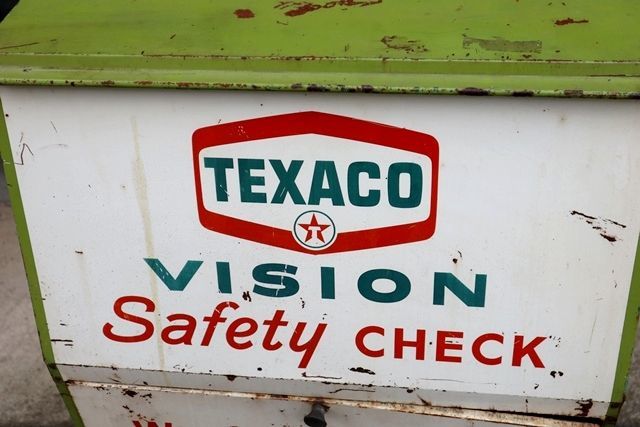 TEXACO
T
VISION
Safety CHECK